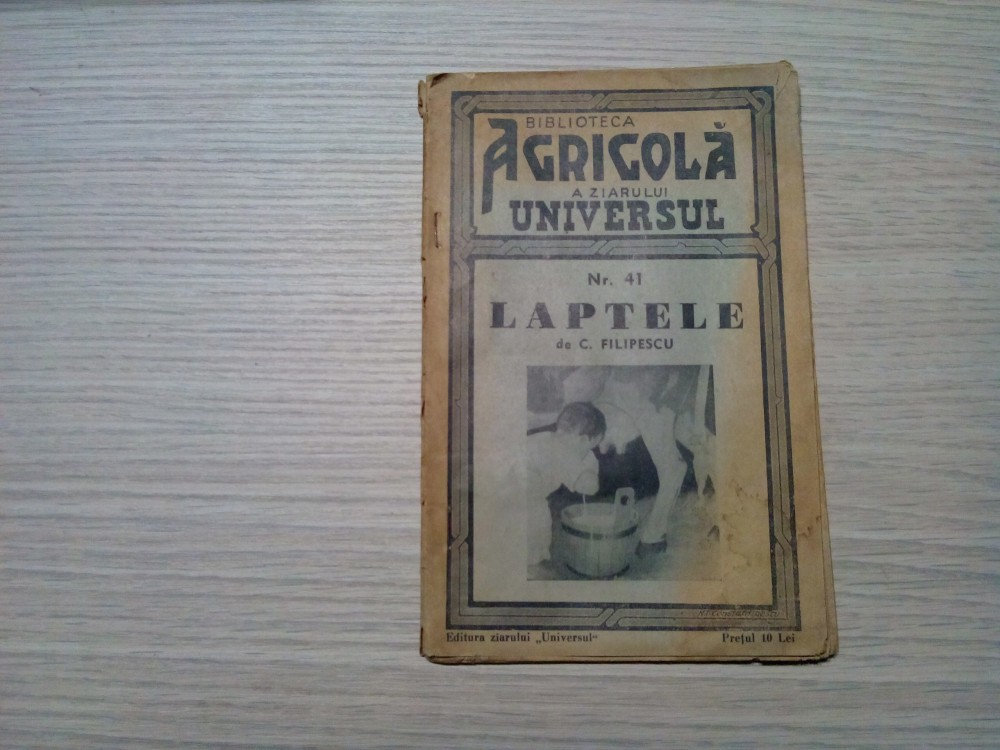 BIBLIOTECA
AGRICOLĂ
A ZIARULUI
UNIVERSUL
Nr. 41
LAPTELE
de C. FILIPESCU
Editura ziarului „Universul“
Prețul 10 Lei